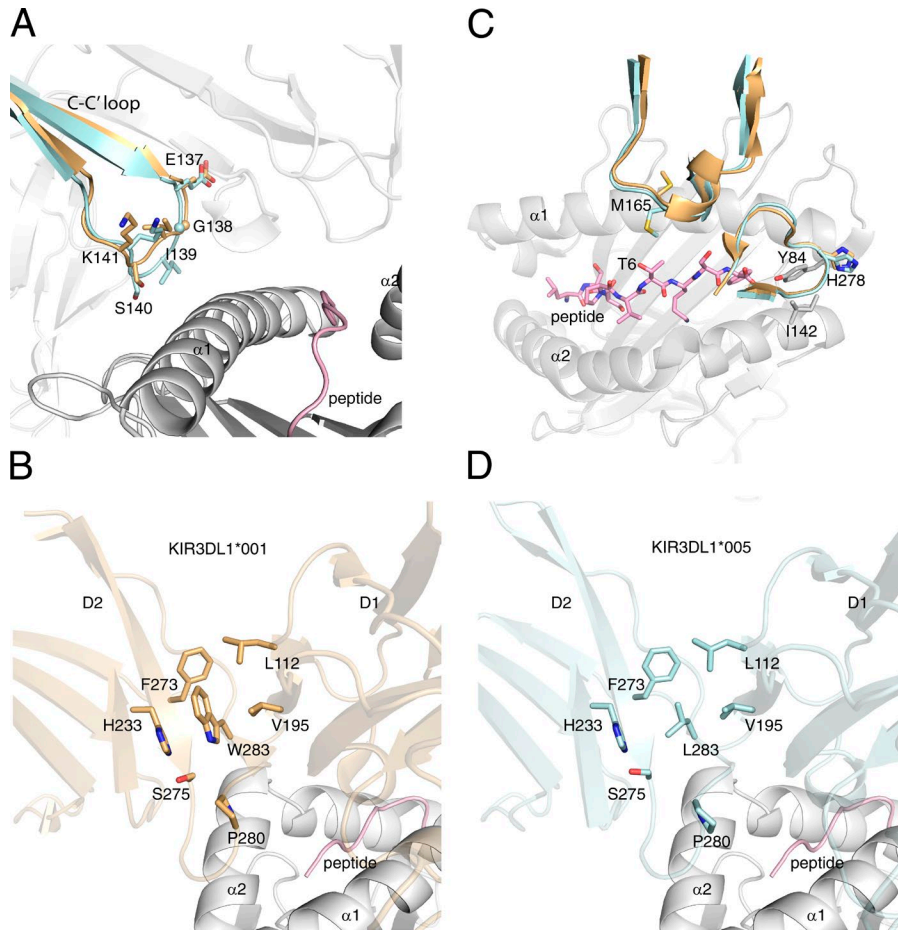 A
C-C' loop
E137
G138
K141
I139
S140
α1
α2
peptide
C
α1
M165
T6
Y84
H278
peptide
I142
α2
B
KIR3DL1*001
D2
D1
L112
F273
H233
V195
W283
S275
P280
peptide
α2
α1
D
KIR3DL1*005
D2
D1
L112
F273
H233
V195
L283
S275
P280
peptide
α2
α1